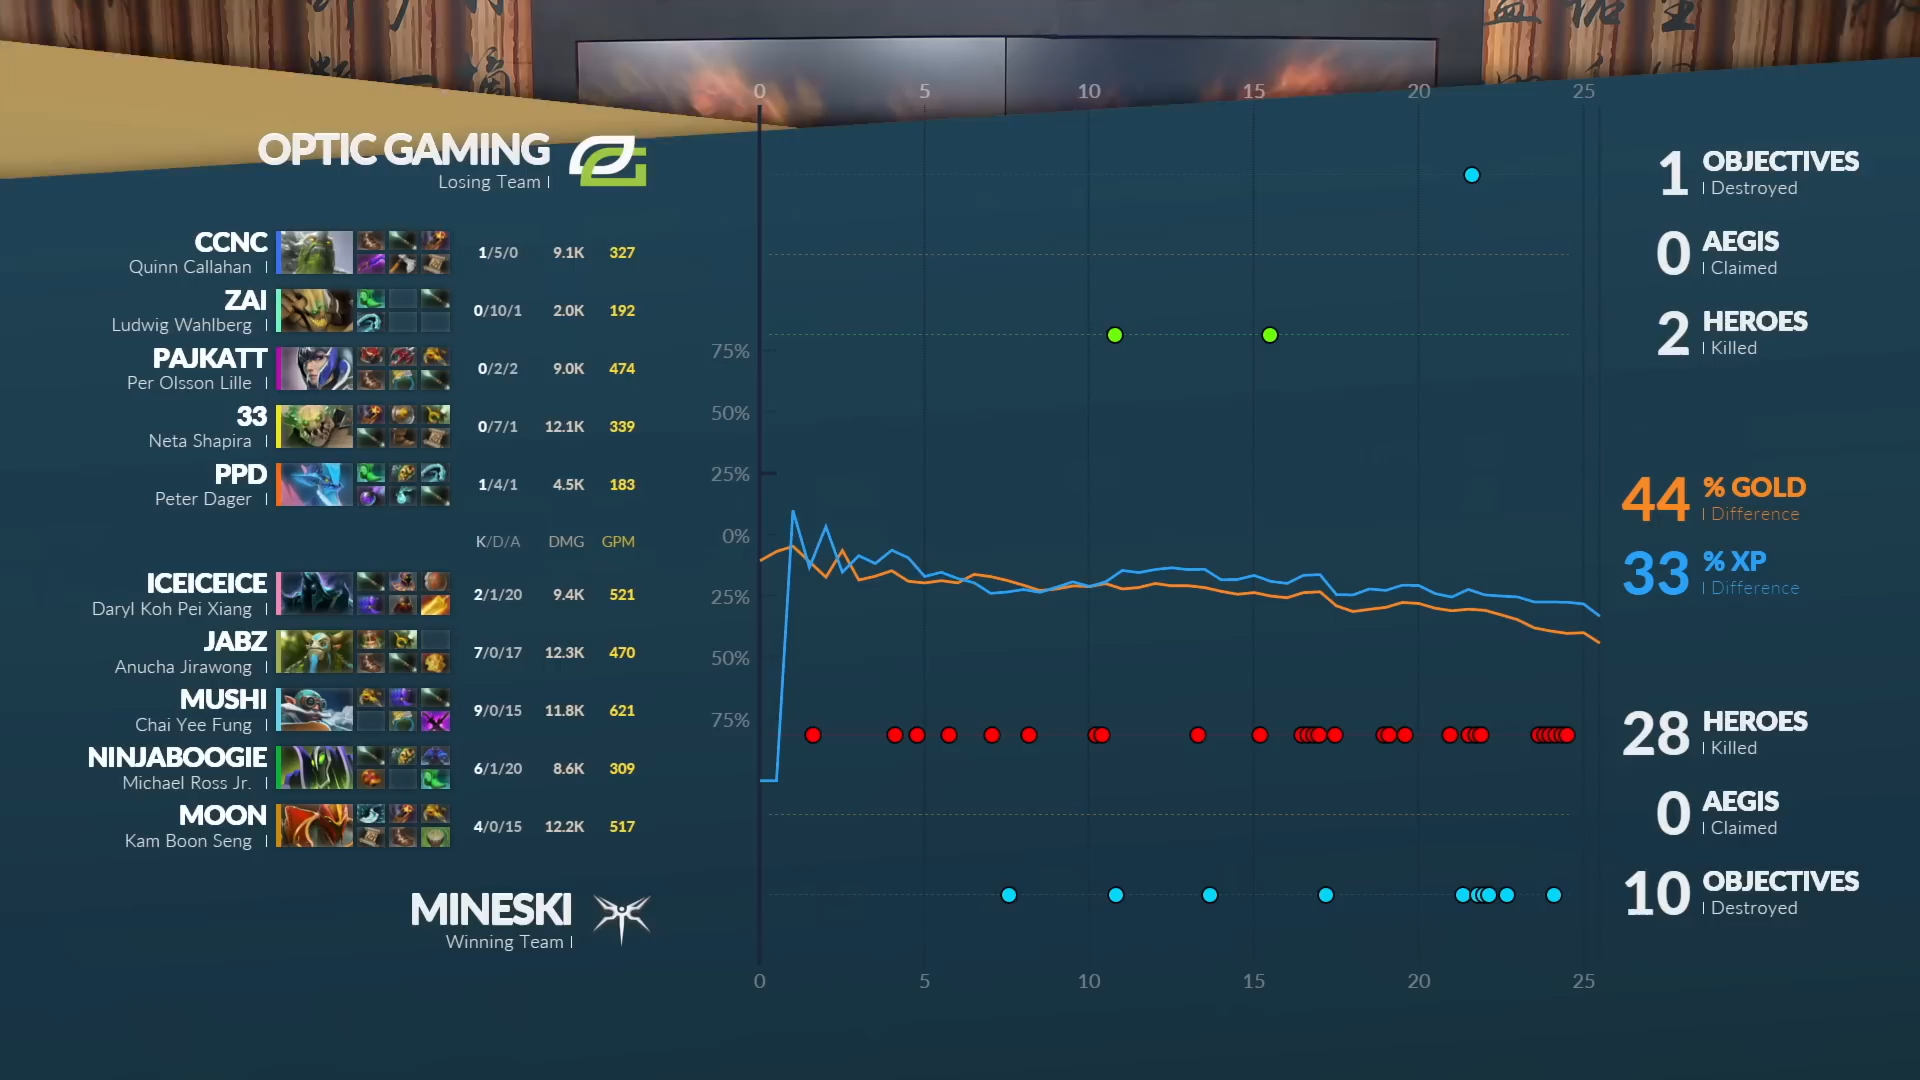 0 5 10 15 20 25
OPTIC GAMING
Losing Team
1 OBJECTIVES
Destroyed
CCNC
Quinn Callahan
1/5/0 9.1K 327
0 AEGIS
Claimed
ZAI
Ludwig Wahlberg
0/10/1 2.0K 192
2 HEROES
Killed
PAJKATT
Per Olsson Lille
0/2/2 9.0K 474
33
Neta Shapira
0/7/1 12.1K 339
PPD
Peter Dager
1/4/1 4.5K 183
K/D/A DMG GPM
75%
50%
25%
0%
25%
50%
75%
44 % GOLD
Difference
33 % XP
Difference
ICEICEICE
Daryl Koh Pei Xiang
2/1/20 9.4K 521
JABZ
Anucha Jirawong
7/0/17 12.3K 470
MUSHI
Chai Yee Fung
9/0/15 11.8K 621
28 HEROES
Killed
NINJABOOGIE
Michael Ross Jr.
6/1/20 8.6K 309
MOON
Kam Boon Seng
4/0/15 12.2K 517
0 AEGIS
Claimed
MINESKI
Winning Team
10 OBJECTIVES
Destroyed
0 5 10 15 20 25